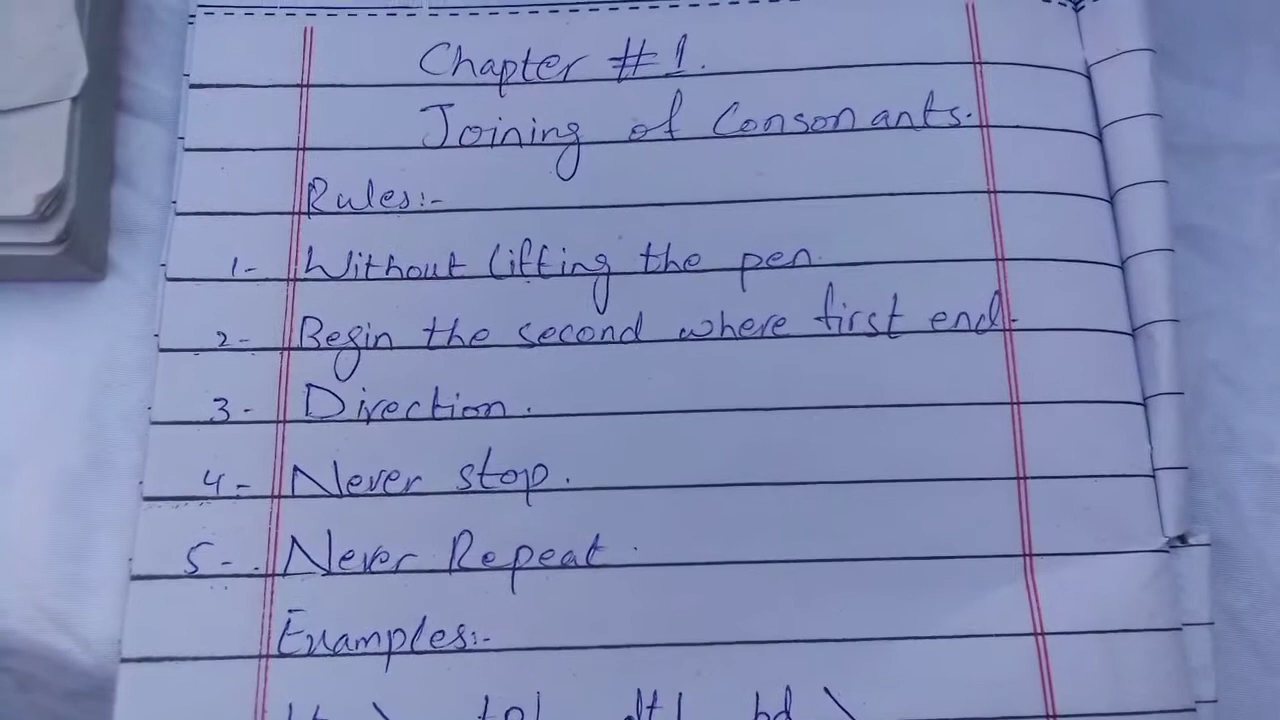 Chapter #1.
Joining of Consonants.
Rules:-
1- Without lifting the pen.
2- Begin the second where first end.
3- Direction.
4- Never stop.
5- Never Repeat.
Examples:-